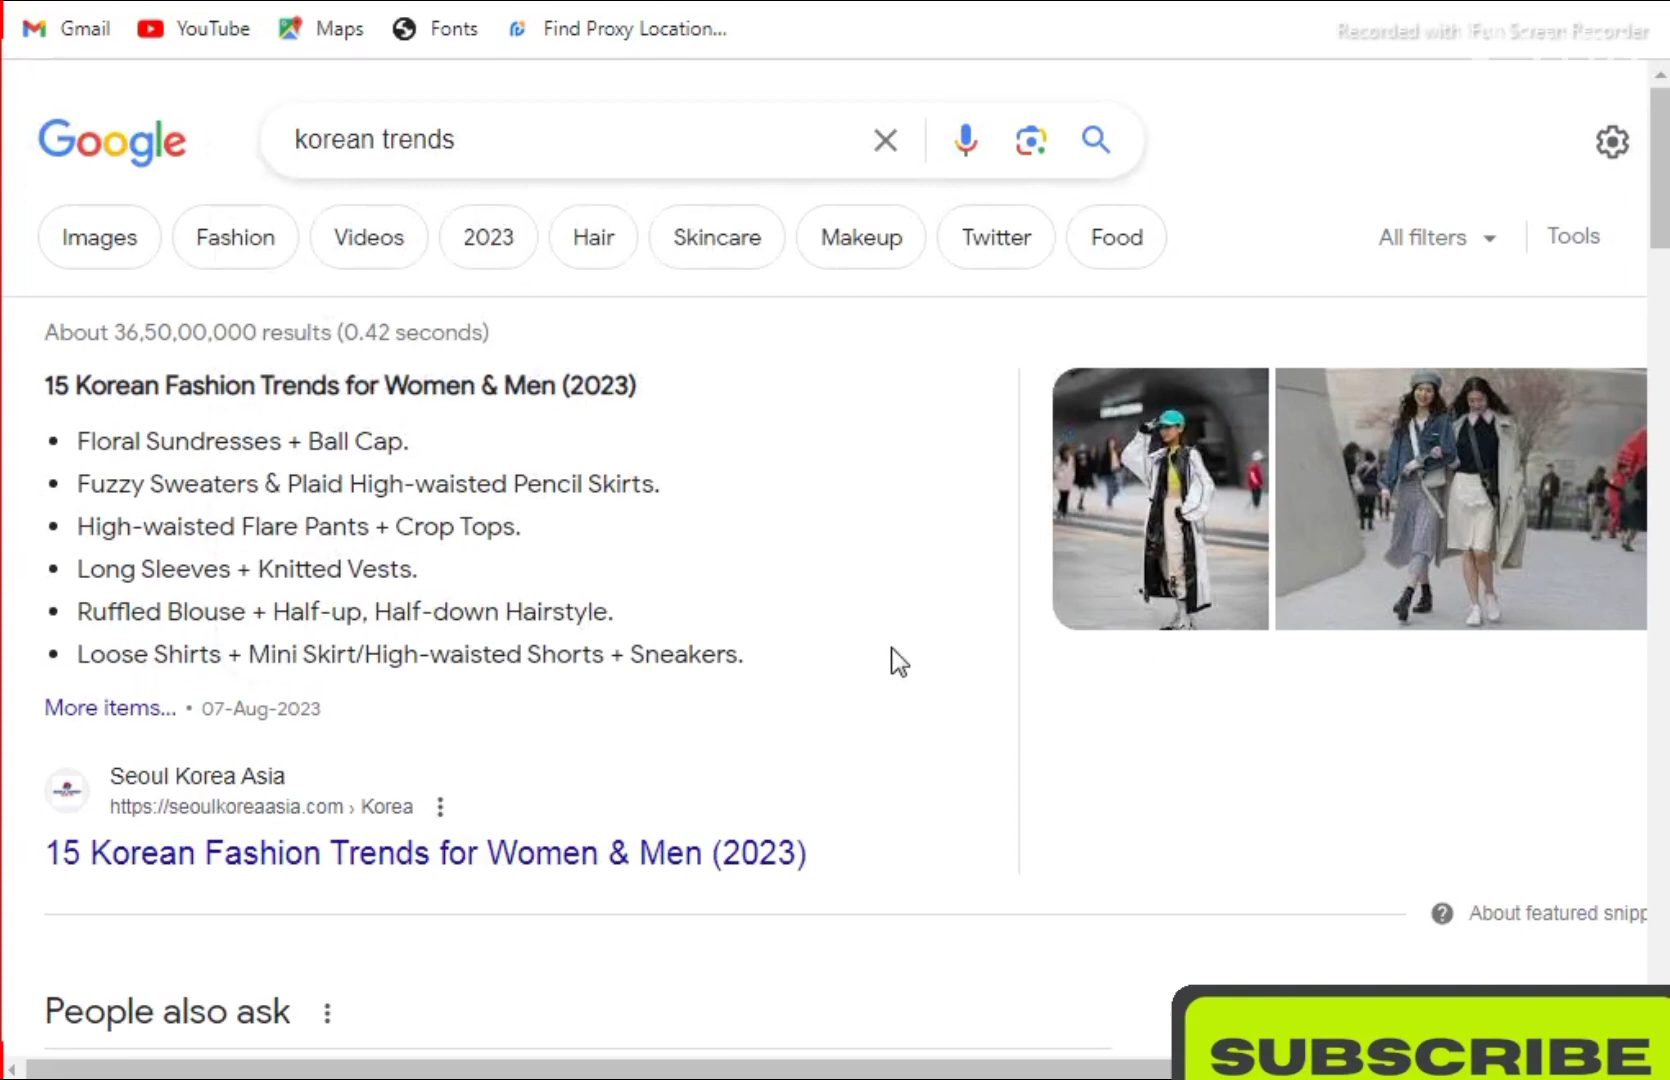 Gmail YouTube Maps Fonts Find Proxy Location...
Recorded with iFun Screen Recorder
Google korean trends
Images Fashion Videos 2023 Hair Skincare Makeup Twitter Food All filters Tools
About 36,50,00,000 results (0.42 seconds)
15 Korean Fashion Trends for Women & Men (2023)
• Floral Sundresses + Ball Cap.
• Fuzzy Sweaters & Plaid High-waisted Pencil Skirts.
• High-waisted Flare Pants + Crop Tops.
• Long Sleeves + Knitted Vests.
• Ruffled Blouse + Half-up, Half-down Hairstyle.
• Loose Shirts + Mini Skirt/High-waisted Shorts + Sneakers.
More items... • 07-Aug-2023
Seoul Korea Asia
https://seoulkoreaasia.com › Korea
15 Korean Fashion Trends for Women & Men (2023)
About featured snipp
People also ask
SUBSCRIBE